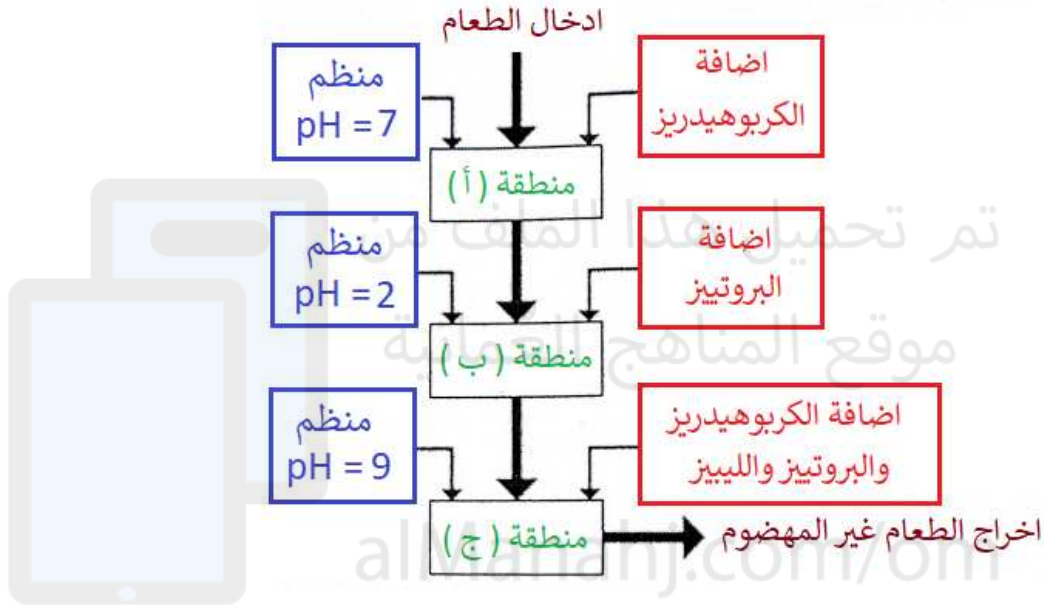 ادخال الطعام
اضافة
الكربوهيدريز
منظم
pH = 7
منطقة (أ)
تم تحميل هذا الملف من
اضافة
البروتييز
منظم
pH = 2
موقع المناهج العمانية
منطقة (ب)
اضافة الكربوهيدريز
والبروتييز والليبيز
منظم
pH = 9
منطقة (ج)
اخراج الطعام غير المهضوم
alManahj.com/om